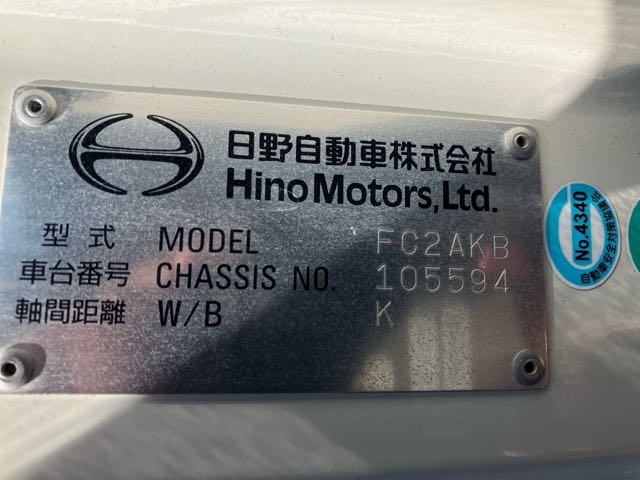 日野自動車株式会社
Hino Motors, Ltd.
型式 MODEL FC2AKB
車台番号 CHASSIS NO. 105594
軸間距離 W/B K
No.4340